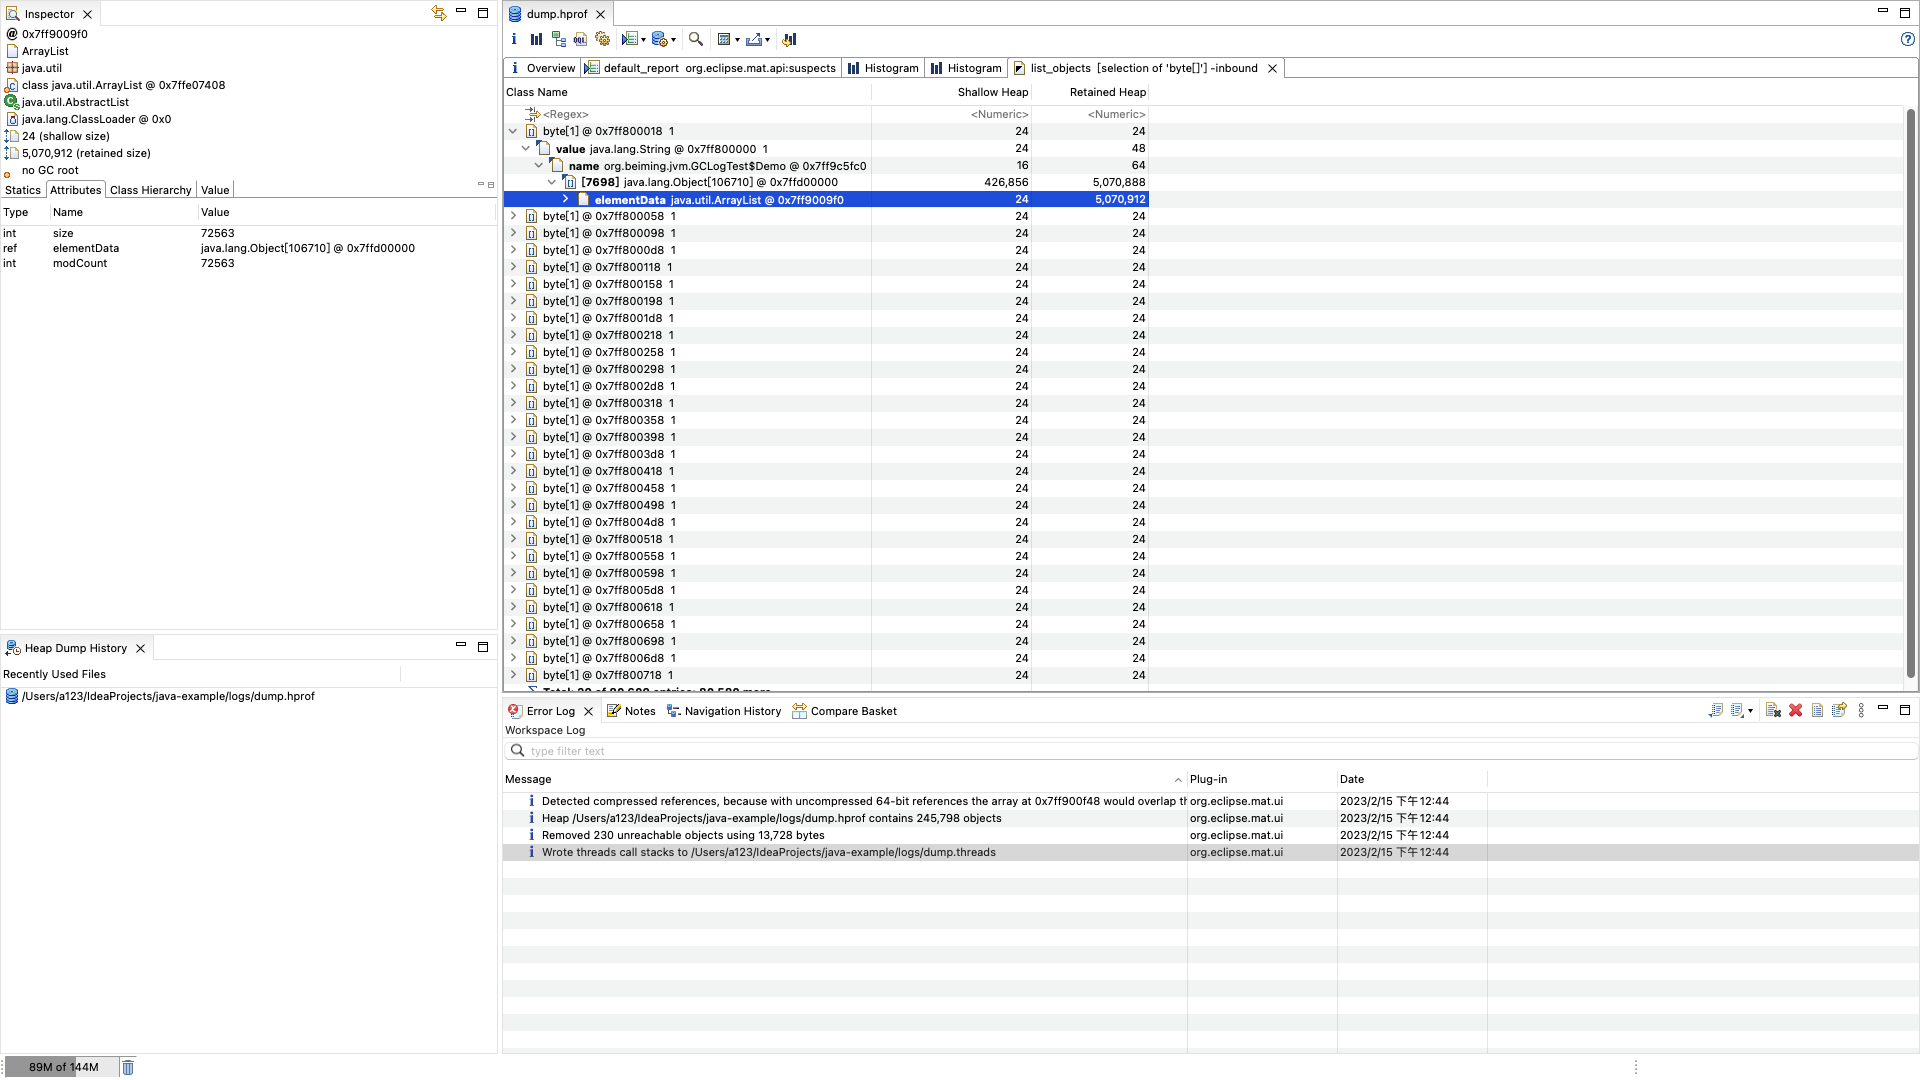 Inspector
@ 0x7ff9009f0
ArrayList
java.util
class java.util.ArrayList @ 0x7ffe07408
java.util.AbstractList
java.lang.ClassLoader @ 0x0
24 (shallow size)
5,070,912 (retained size)
no GC root
Statics Attributes Class Hierarchy Value
Type Name Value
int size 72563
ref elementData java.lang.Object[106710] @ 0x7ffd00000
int modCount 72563
Heap Dump History
Recently Used Files
/Users/a123/IdeaProjects/java-example/logs/dump.hprof
89M of 144M
dump.hprof
Overview default_report org.eclipse.mat.api:suspects Histogram Histogram list_objects [selection of 'byte[]'] -inbound
Class Name Shallow Heap Retained Heap
<Regex> <Numeric> <Numeric>
byte[1] @ 0x7ff800018 1 24 24
value java.lang.String @ 0x7ff800000 1 24 48
name org.beiming.jvm.GCLogTest$Demo @ 0x7ff9c5fc0 16 64
[7698] java.lang.Object[106710] @ 0x7ffd00000 426,856 5,070,888
elementData java.util.ArrayList @ 0x7ff9009f0 24 5,070,912
byte[1] @ 0x7ff800058 1 24 24
byte[1] @ 0x7ff800098 1 24 24
byte[1] @ 0x7ff8000d8 1 24 24
byte[1] @ 0x7ff800118 1 24 24
byte[1] @ 0x7ff800158 1 24 24
byte[1] @ 0x7ff800198 1 24 24
byte[1] @ 0x7ff8001d8 1 24 24
byte[1] @ 0x7ff800218 1 24 24
byte[1] @ 0x7ff800258 1 24 24
byte[1] @ 0x7ff800298 1 24 24
byte[1] @ 0x7ff8002d8 1 24 24
byte[1] @ 0x7ff800318 1 24 24
byte[1] @ 0x7ff800358 1 24 24
byte[1] @ 0x7ff800398 1 24 24
byte[1] @ 0x7ff8003d8 1 24 24
byte[1] @ 0x7ff800418 1 24 24
byte[1] @ 0x7ff800458 1 24 24
byte[1] @ 0x7ff800498 1 24 24
byte[1] @ 0x7ff8004d8 1 24 24
byte[1] @ 0x7ff800518 1 24 24
byte[1] @ 0x7ff800558 1 24 24
byte[1] @ 0x7ff800598 1 24 24
byte[1] @ 0x7ff8005d8 1 24 24
byte[1] @ 0x7ff800618 1 24 24
byte[1] @ 0x7ff800658 1 24 24
byte[1] @ 0x7ff800698 1 24 24
byte[1] @ 0x7ff8006d8 1 24 24
byte[1] @ 0x7ff800718 1 24 24
Error Log Notes Navigation History Compare Basket
Workspace Log
type filter text
Message Plug-in Date
Detected compressed references, because with uncompressed 64-bit references the array at 0x7ff900f48 would overlap th org.eclipse.mat.ui 2023/2/15 下午12:44
Heap /Users/a123/IdeaProjects/java-example/logs/dump.hprof contains 245,798 objects org.eclipse.mat.ui 2023/2/15 下午12:44
Removed 230 unreachable objects using 13,728 bytes org.eclipse.mat.ui 2023/2/15 下午12:44
Wrote threads call stacks to /Users/a123/IdeaProjects/java-example/logs/dump.threads org.eclipse.mat.ui 2023/2/15 下午12:44